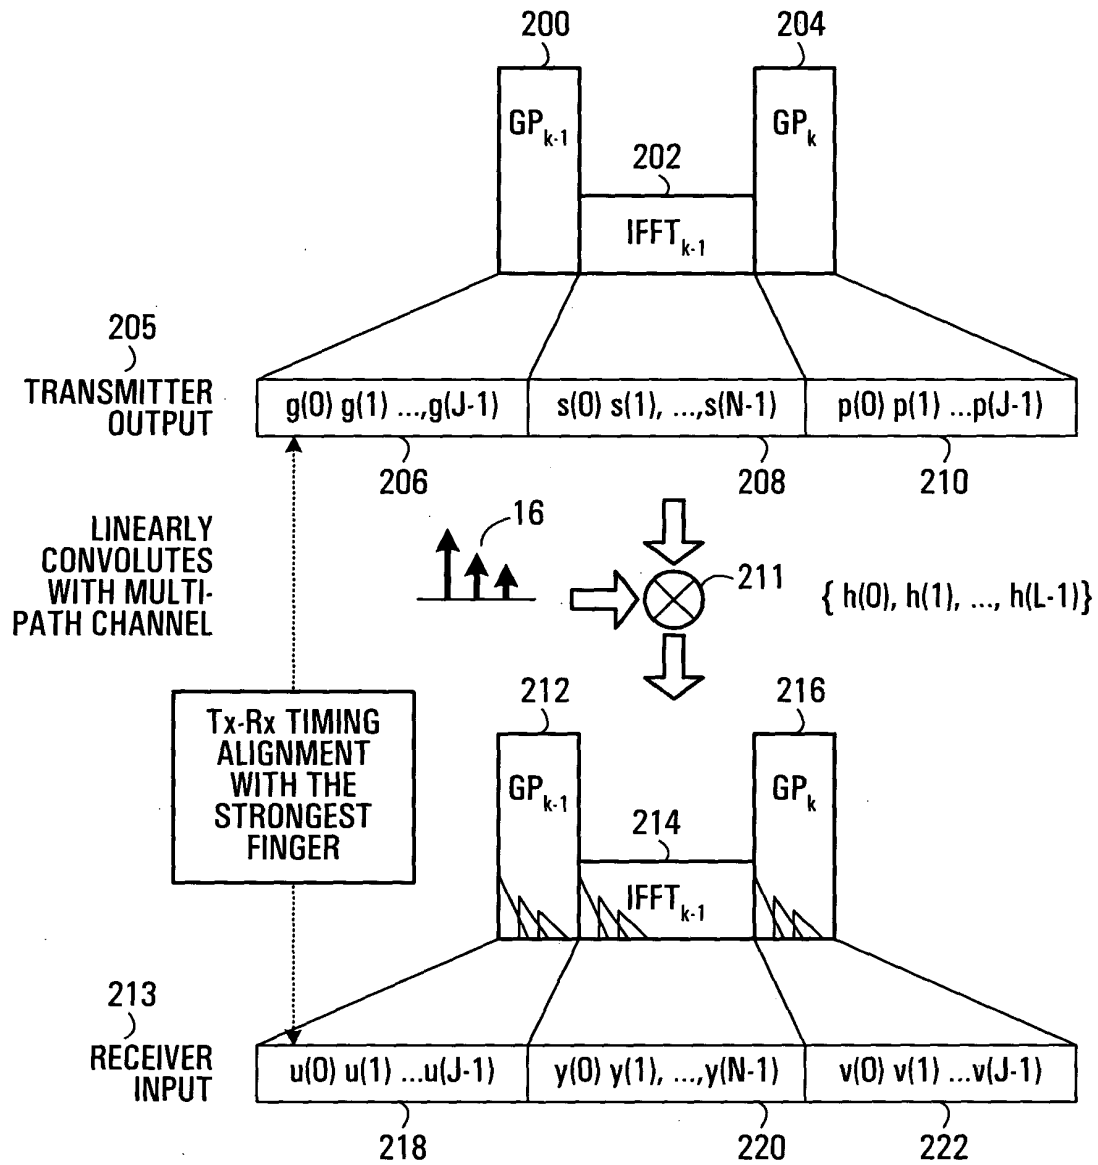 200
204
GPk-1
GPk
202
IFFTk-1
205
TRANSMITTER
OUTPUT
g(0) g(1) ...,g(J-1)
s(0) s(1), ...,s(N-1)
p(0) p(1) ...p(J-1)
206
208
210
LINEARLY
CONVOLUTES
WITH MULTI-
PATH CHANNEL
16
211
{ h(0), h(1), ..., h(L-1)}
212
216
Tx-Rx TIMING
ALIGNMENT
WITH THE
STRONGEST
FINGER
GPk-1
GPk
214
IFFTk-1
213
RECEIVER
INPUT
u(0) u(1) ...u(J-1)
y(0) y(1), ...,y(N-1)
v(0) v(1) ...v(J-1)
218
220
222